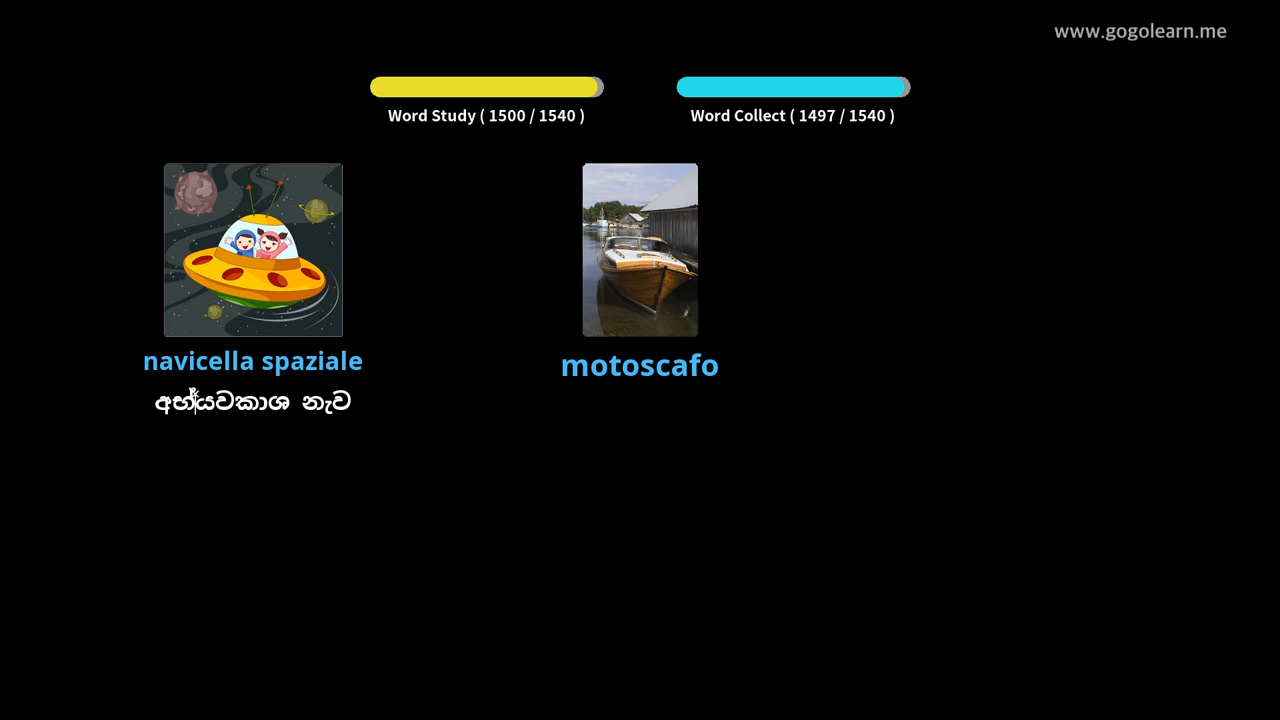 www.gogolearn.me
Word Study ( 1500 / 1540 )
Word Collect ( 1497 / 1540 )
navicella spaziale
motoscafo
අභ්‍යවකාශ නැව